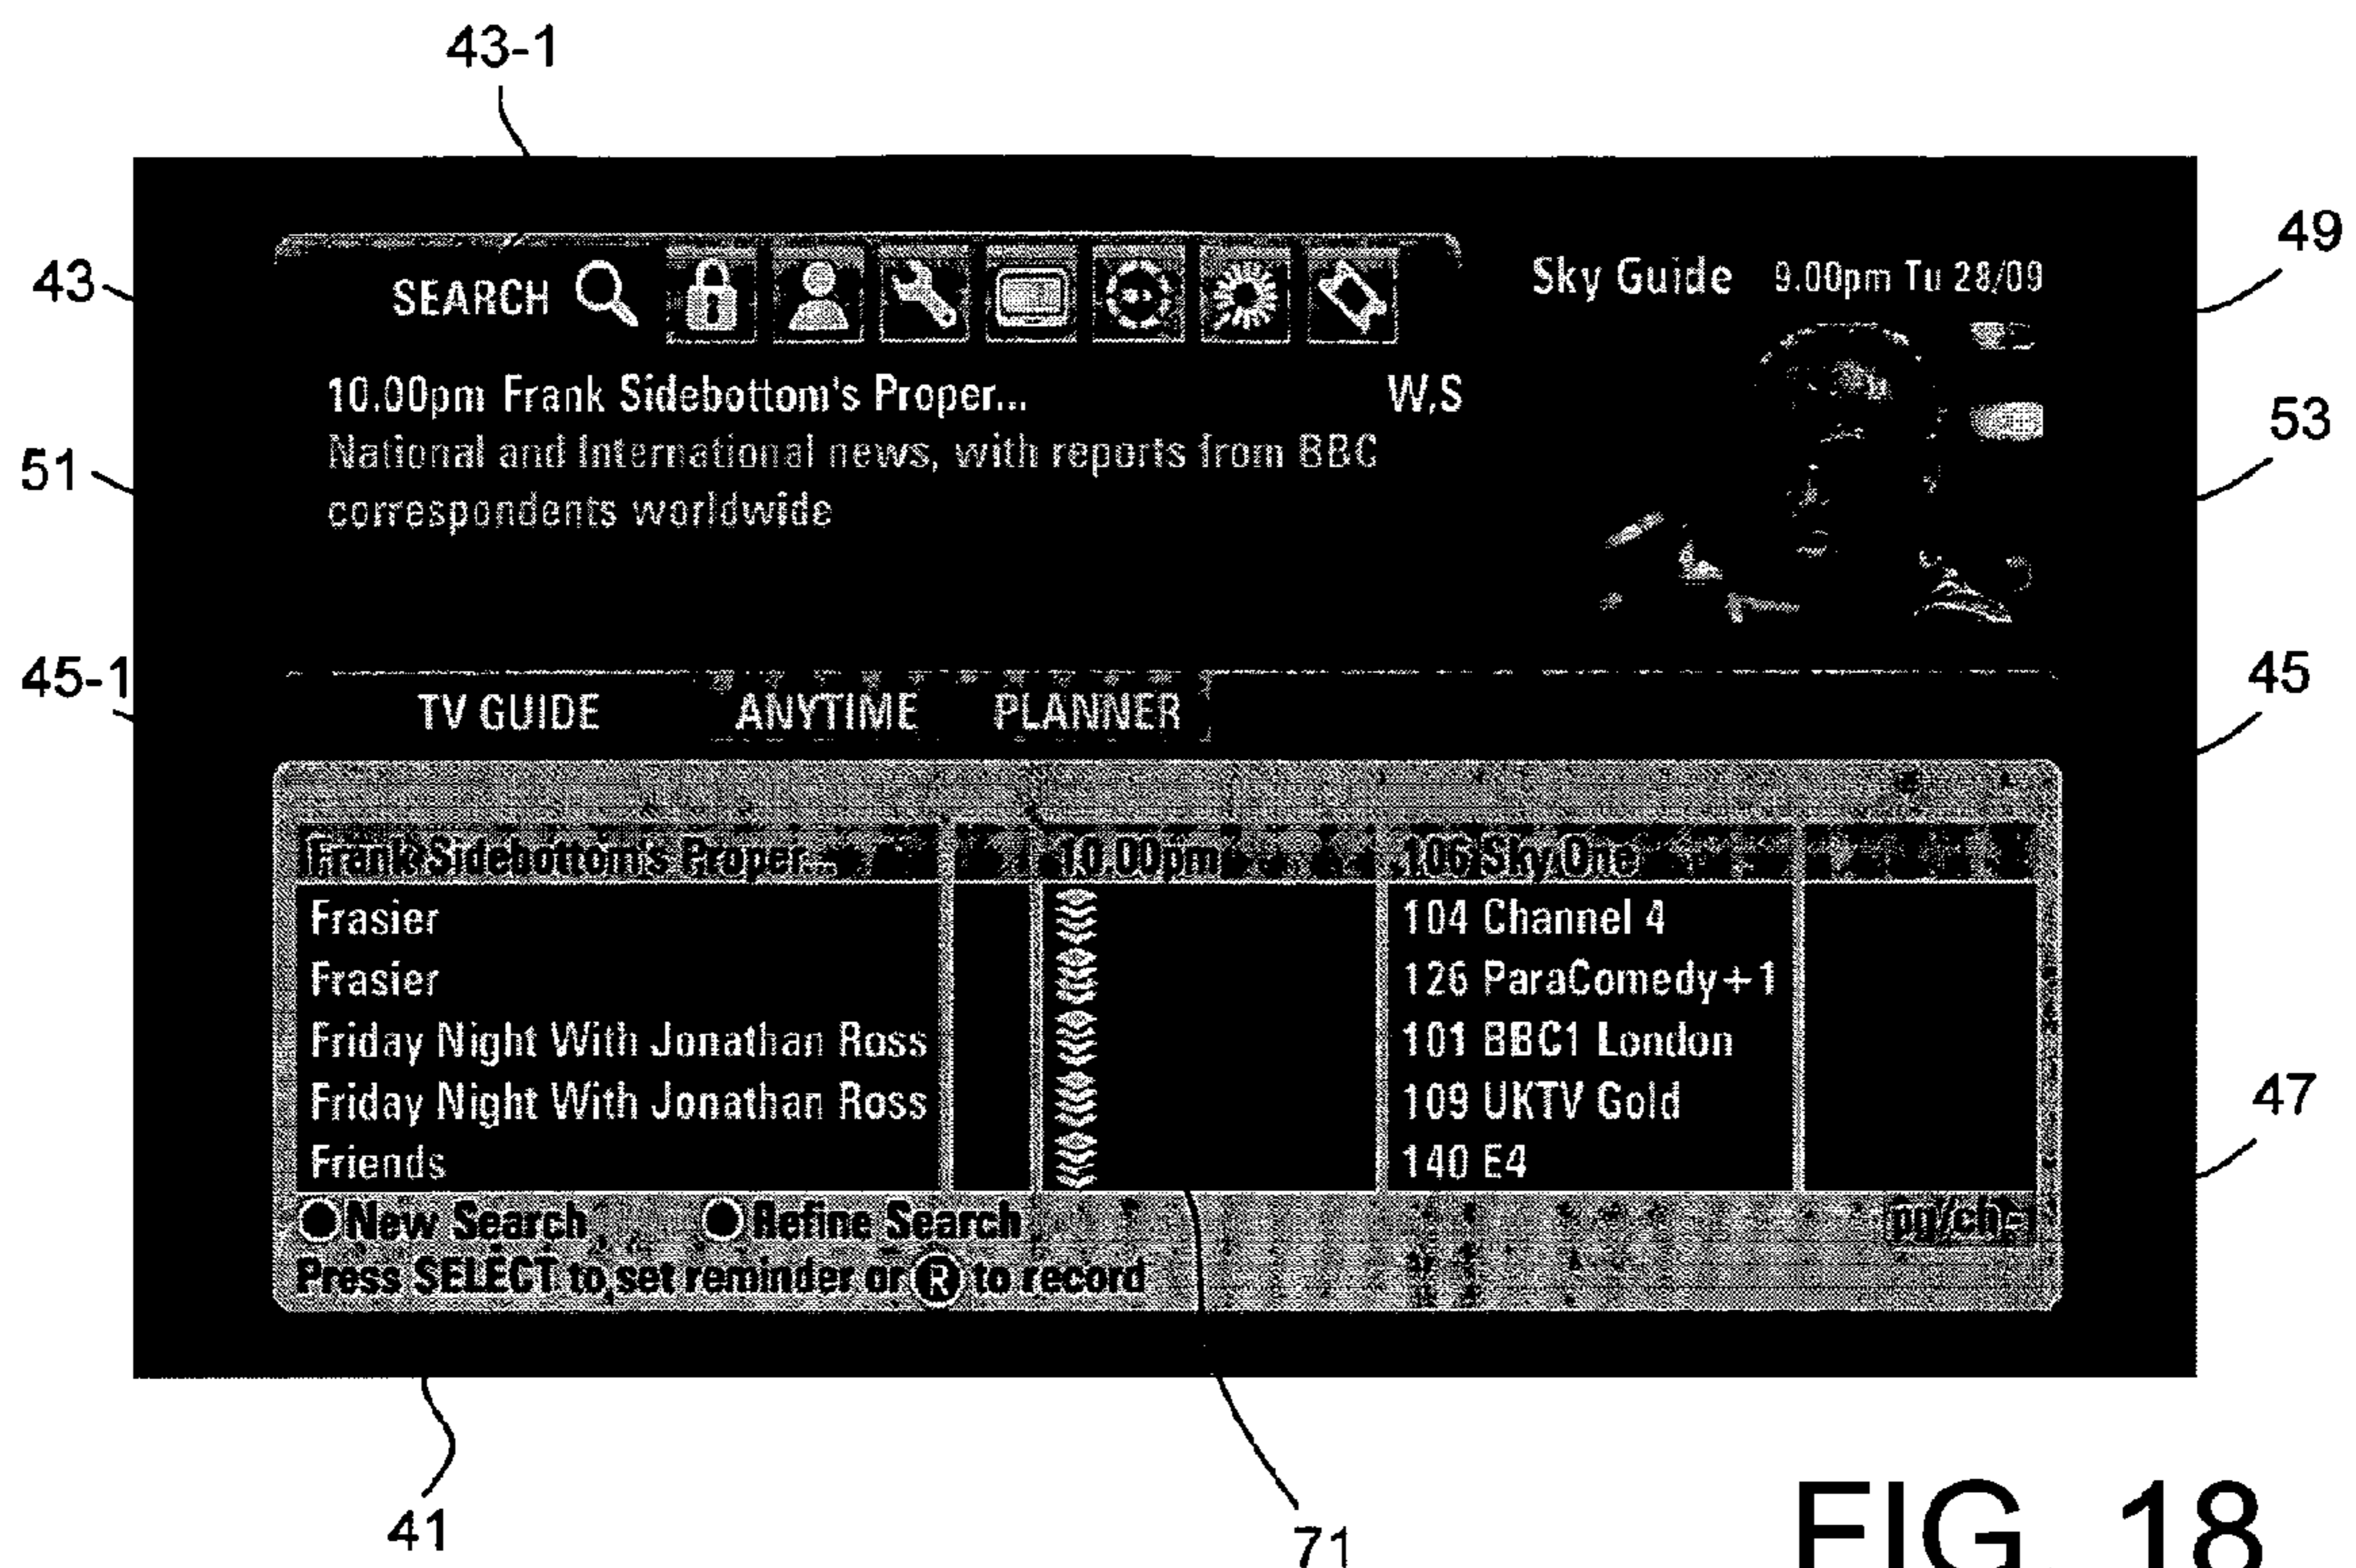 43-1
43
49
SEARCH
Sky Guide 9.00pm Tu 28/09
10.00pm Frank Sidebottom's Proper... W,S
53
51
National and International news, with reports from BBC
correspondents worldwide
45-1
45
TV GUIDE ANYTIME PLANNER
Frank Sidebottom's Proper... 10.00pm 106 Sky One
Frasier 104 Channel 4
Frasier 126 ParaComedy+1
Friday Night With Jonathan Ross 101 BBC1 London
Friday Night With Jonathan Ross 109 UKTV Gold
47
Friends 140 E4
New Search Refine Search pg/ch-
Press SELECT to set reminder or R to record
41
71
FIG. 18